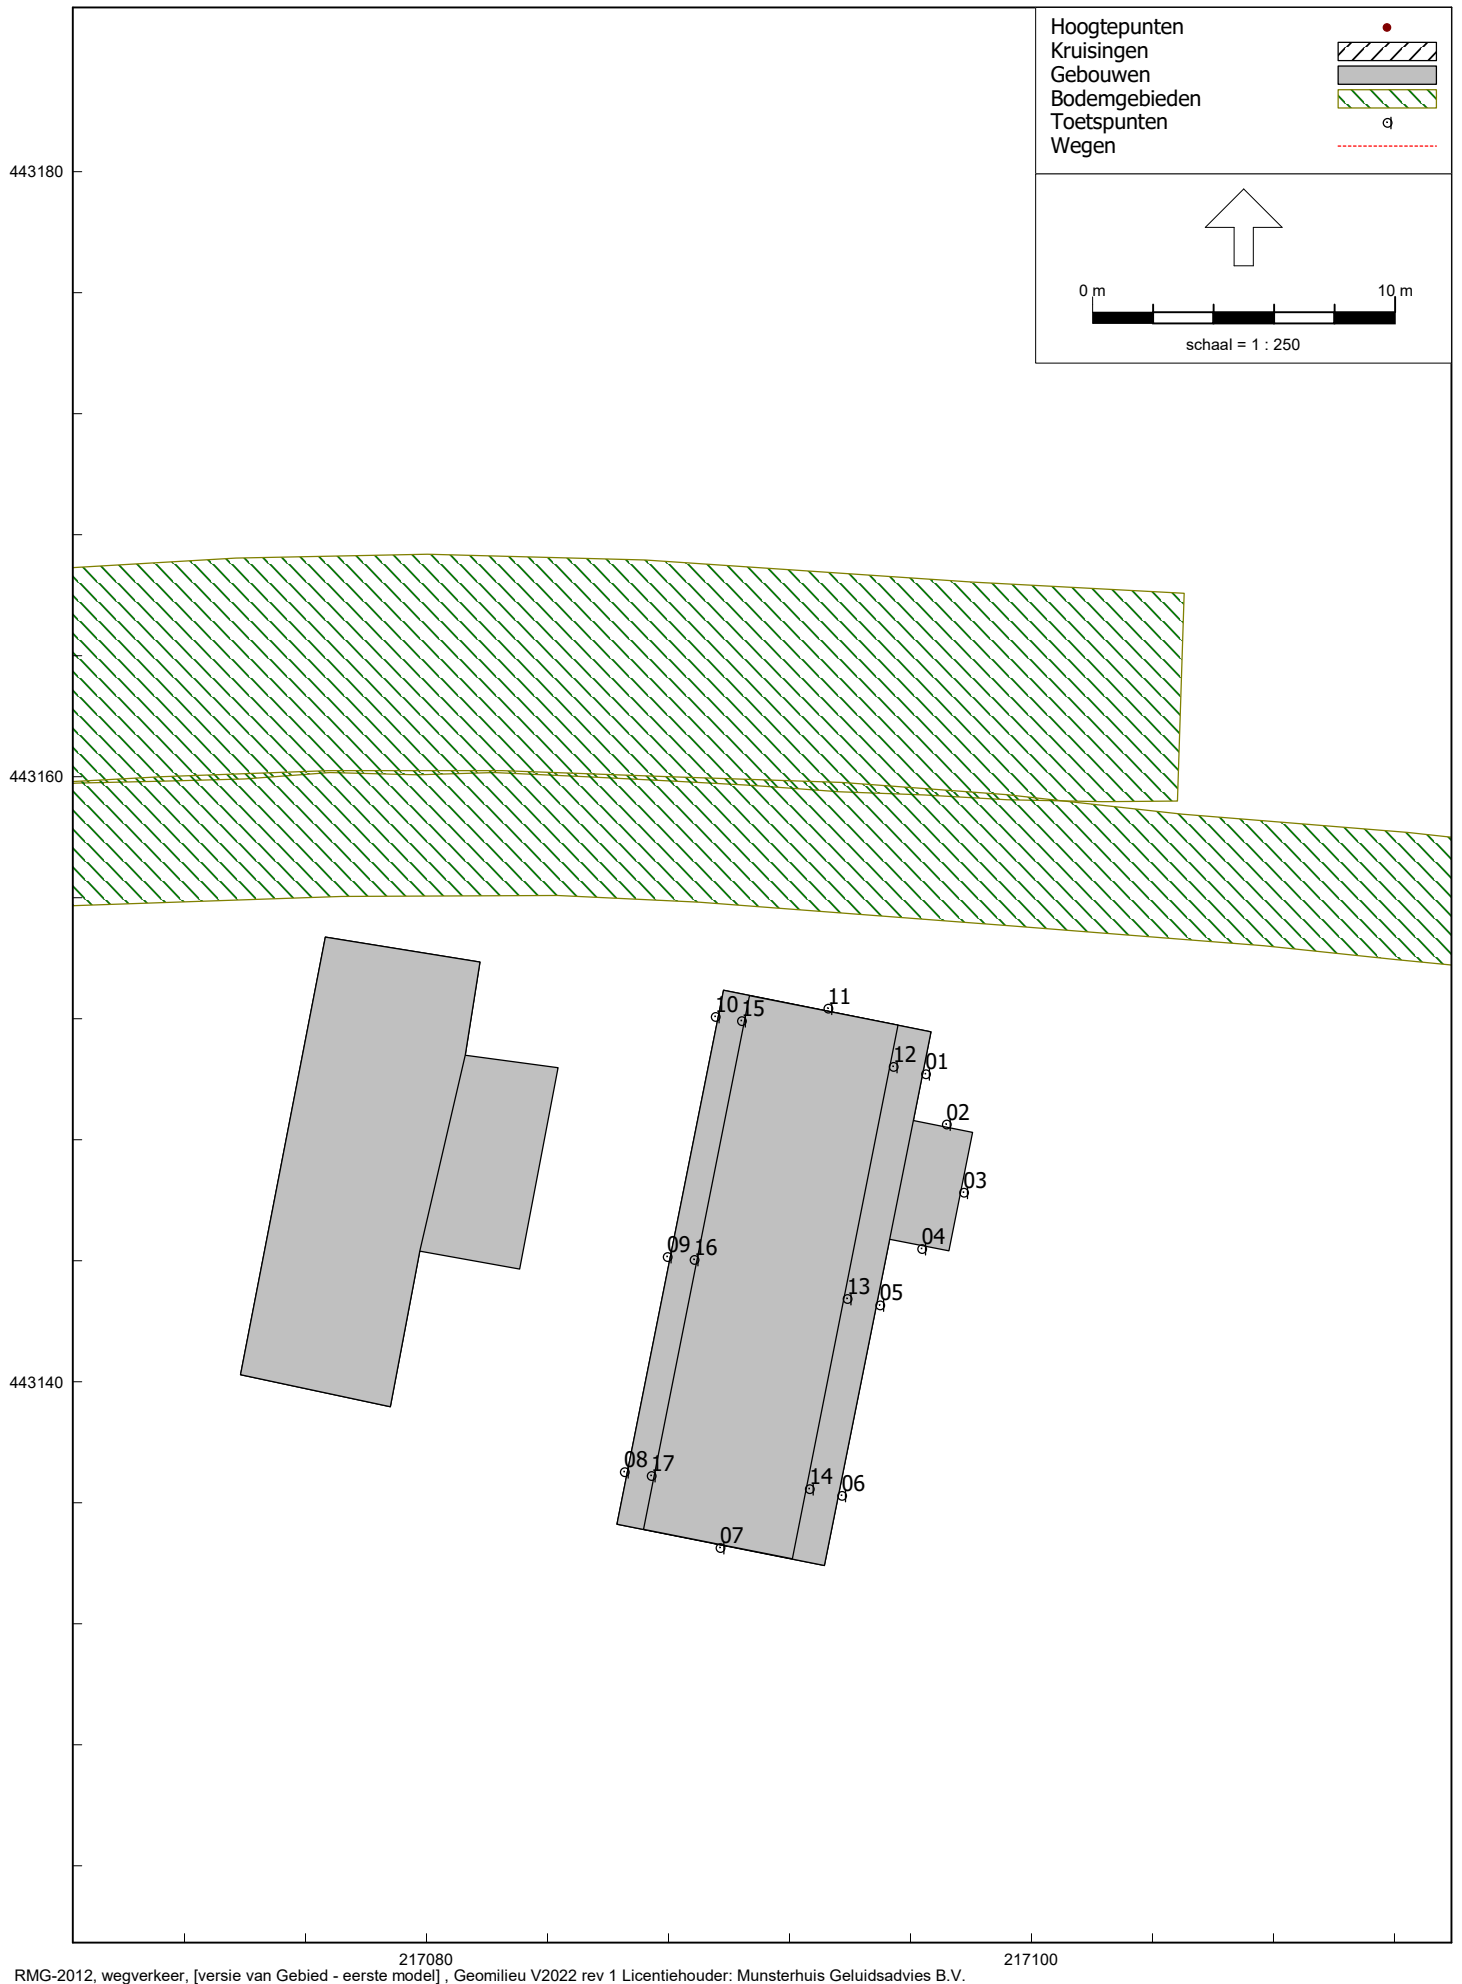 Hoogtepunten
Kruisingen
Gebouwen
Bodemgebieden
Toetspunten
Wegen
443180
0 m 10 m
schaal = 1 : 250
443160
11
10 15
12 01
02
03
04
09 16
13 05
443140
08 17
14 06
07
217080 217100
RMG-2012, wegverkeer, [versie van Gebied - eerste model] , Geomilieu V2022 rev 1 Licentiehouder: Munsterhuis Geluidsadvies B.V.